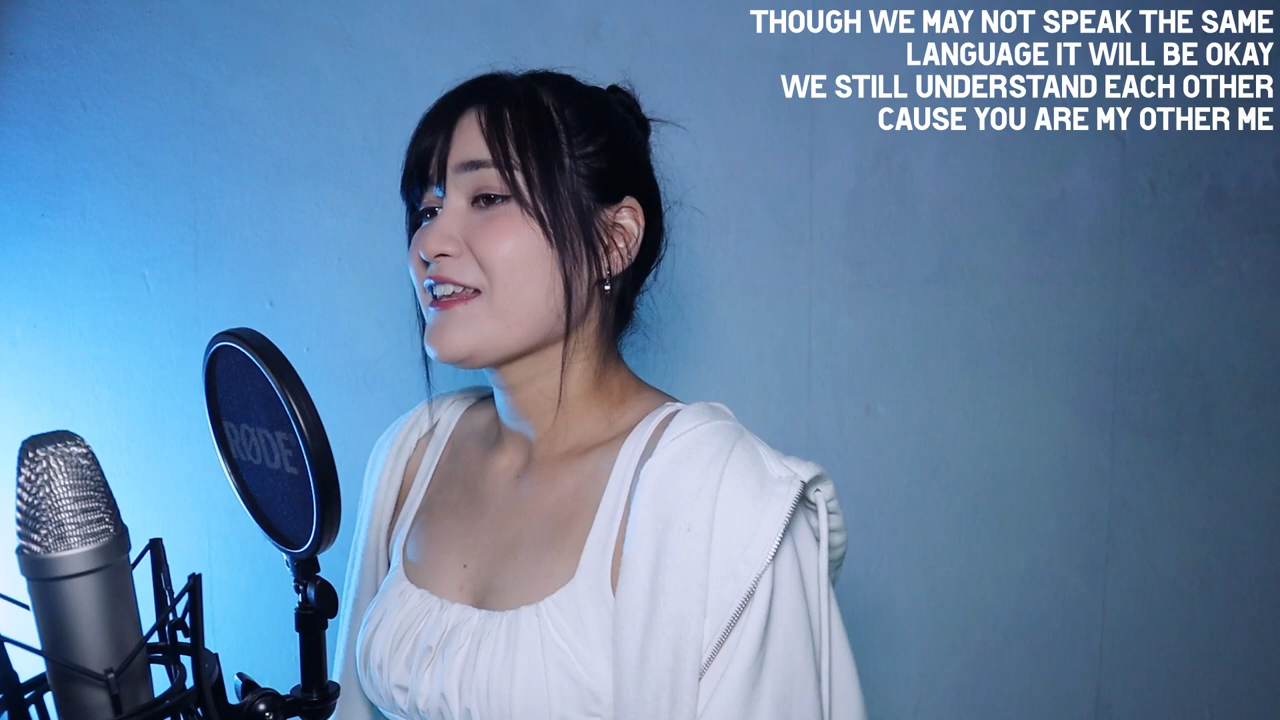 THOUGH WE MAY NOT SPEAK THE SAME
LANGUAGE IT WILL BE OKAY
WE STILL UNDERSTAND EACH OTHER
CAUSE YOU ARE MY OTHER ME
RØDE